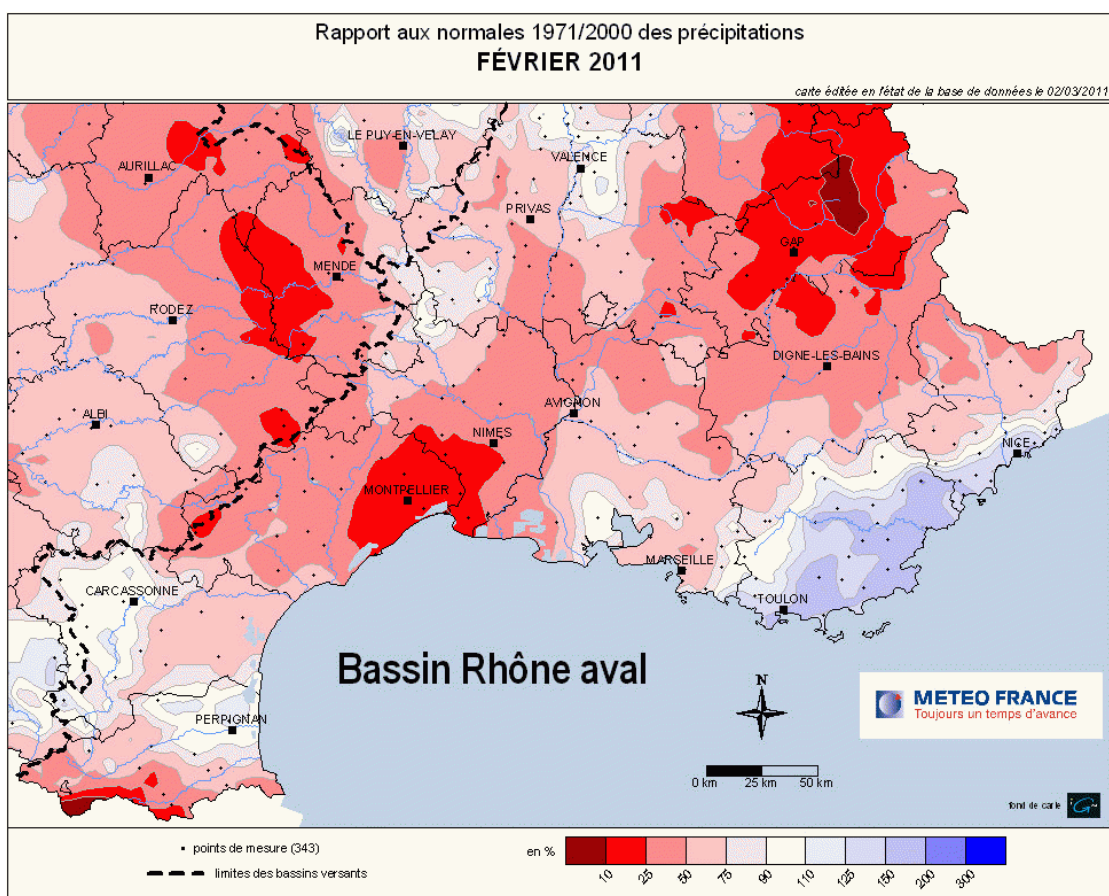 Rapport aux normales 1971/2000 des précipitations
FÉVRIER 2011
carte éditée en l'état de la base de données le 02/03/2011
LE PUY-EN-VELAY
AURILLAC
VALENCE
PRIVAS
GAP
MENDE
RODEZ
DIGNE-LES-BAINS
AVIGNON
ALBI
NIMES
NICE
MONTPELLIER
MARSEILLE
CARCASSONNE
TOULON
Bassin Rhône aval
N
METEO FRANCE
Toujours un temps d'avance
PERPIGNAN
0 km 25 km 50 km
fond de carte
points de mesure (343)
limites des bassins versants
en %
10 25 50 75 90 110 125 150 200 300